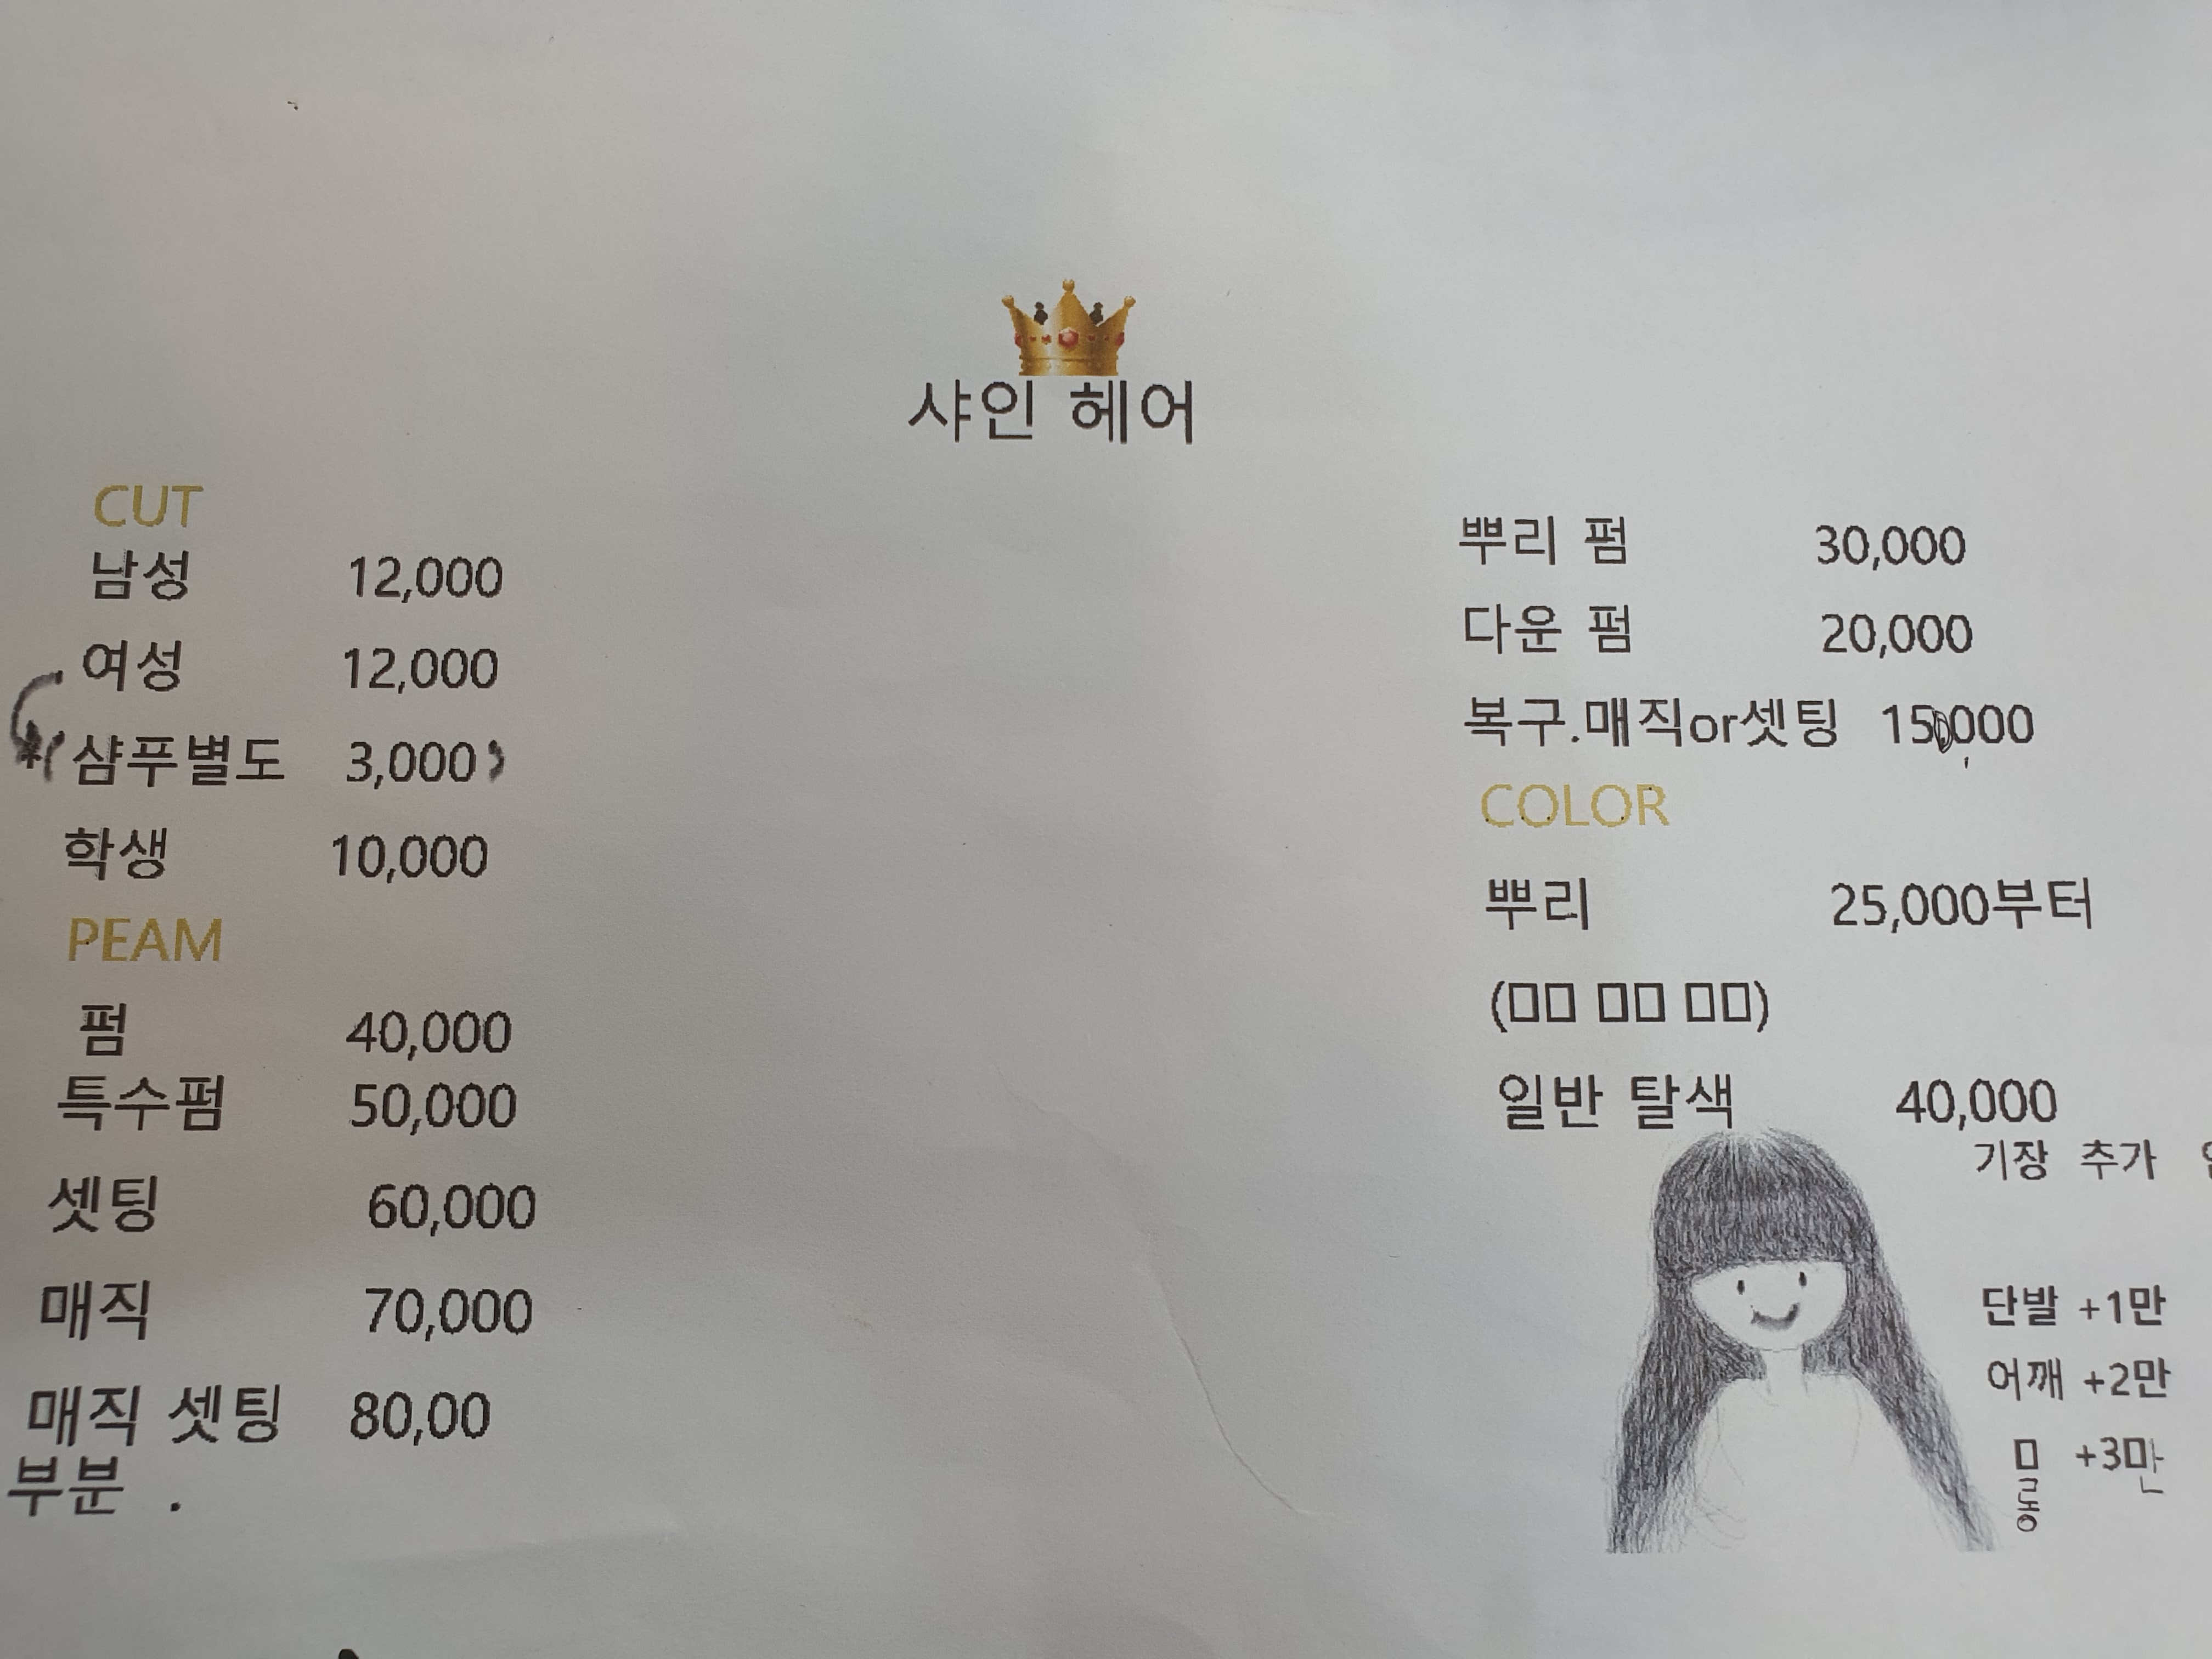 샤인 헤어
CUT
남성 12,000
여성 12,000
*(샴푸별도 3,000)
학생 10,000
PEAM
펌 40,000
특수펌 50,000
셋팅 60,000
매직 70,000
매직 셋팅 80,00
부분 .
뿌리 펌 30,000
다운 펌 20,000
복구.매직or셋팅 150,000
COLOR
뿌리 25,000부터
(□□ □□ □□)
일반 탈색 40,000
기장 추가
단발 +1만
어깨 +2만
+3만